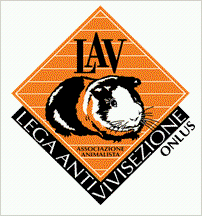 LAV
ASSOCIAZIONE
ANIMALISTA
LEGA ANTIVIVISEZIONE
ONLUS